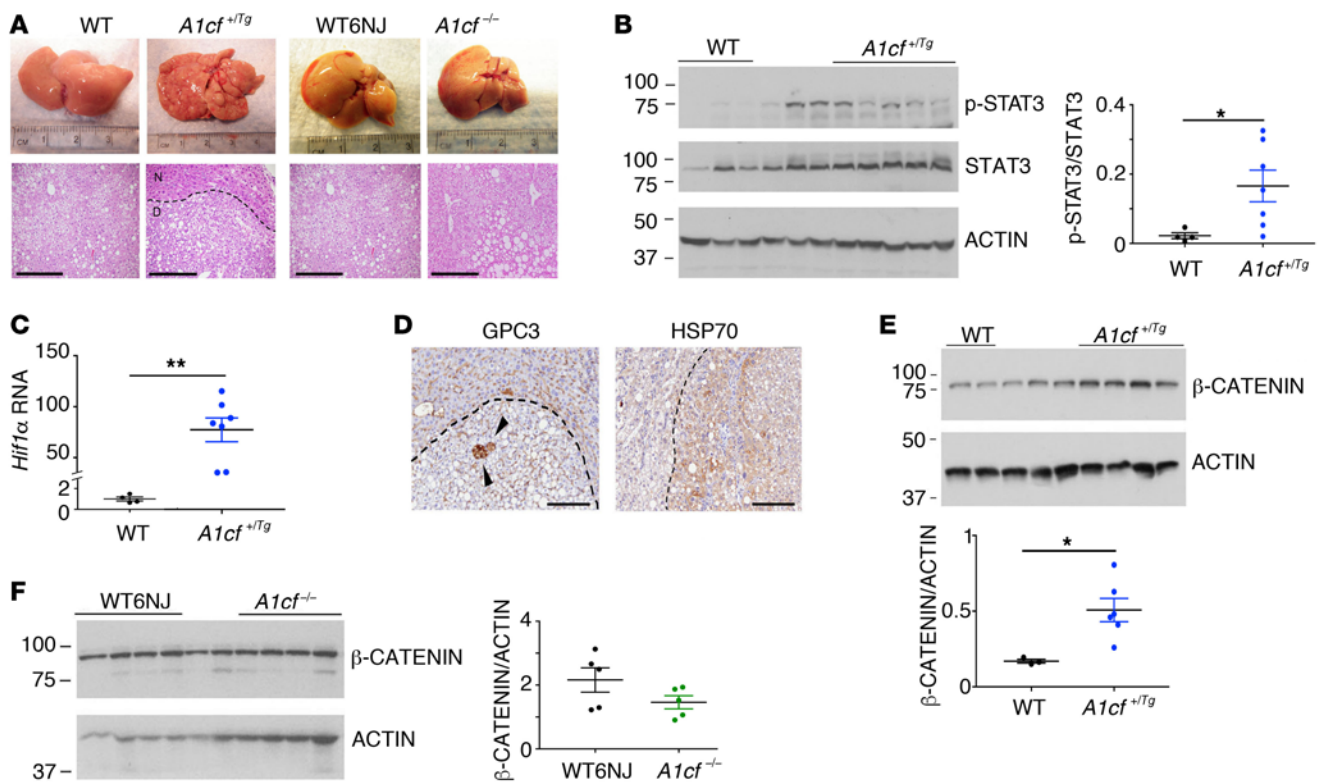 A
WT
A1cf +/Tg
WT6NJ
A1cf −/−
CM 1 2 3
N
D
B
WT
A1cf +/Tg
100
75
p-STAT3
100
75
STAT3
50
37
ACTIN
p-STAT3/STAT3
0.4
0.2
0
*
WT
A1cf +/Tg
C
Hif1α RNA
150
100
50
2
0
**
WT
A1cf +/Tg
D
GPC3
HSP70
E
WT
A1cf +/Tg
100
75
β-CATENIN
50
37
ACTIN
β-CATENIN/ACTIN
1
0.5
0
*
WT
A1cf +/Tg
F
WT6NJ
A1cf −/−
100
75
β-CATENIN
37
ACTIN
β-CATENIN/ACTIN
4
2
0
WT6NJ
A1cf −/−